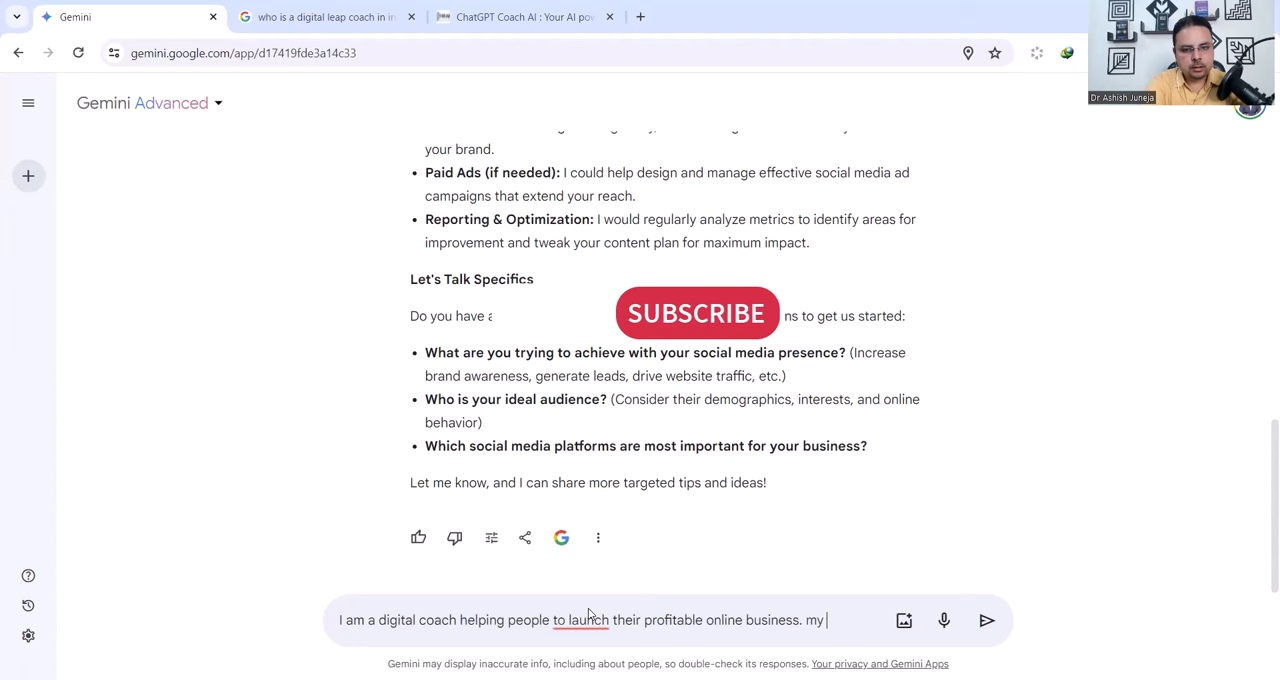 Gemini
who is a digital leap coach in in
ChatGPT Coach AI : Your AI pow
gemini.google.com/app/d17419fde3a14c33
Dr Ashish Juneja
Gemini Advanced
your brand.
• Paid Ads (if needed): I could help design and manage effective social media ad
campaigns that extend your reach.
• Reporting & Optimization: I would regularly analyze metrics to identify areas for
improvement and tweak your content plan for maximum impact.
Let's Talk Specifics
Do you have a
SUBSCRIBE
ns to get us started:
• What are you trying to achieve with your social media presence? (Increase
brand awareness, generate leads, drive website traffic, etc.)
• Who is your ideal audience? (Consider their demographics, interests, and online
behavior)
• Which social media platforms are most important for your business?
Let me know, and I can share more targeted tips and ideas!
I am a digital coach helping people to launch their profitable online business. my
Gemini may display inaccurate info, including about people, so double-check its responses. Your privacy and Gemini Apps